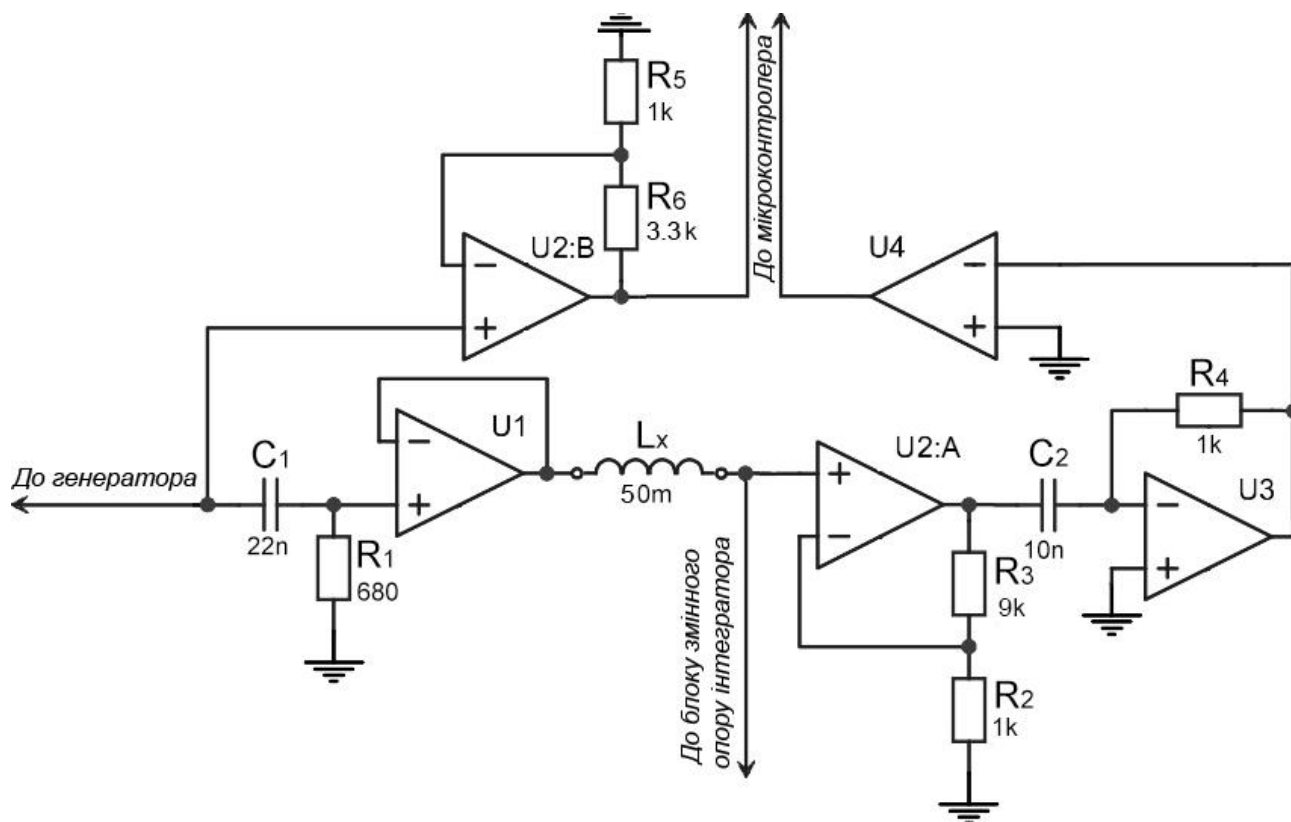 R5
1k
R6
3.3k
U2:B
До мікроконтролера
U4
R4
1k
До генератора
C1
22n
R1
680
U1
Lx
50m
U2:A
C2
10n
U3
R3
9k
R2
1k
До блоку змінного
опору інтегратора